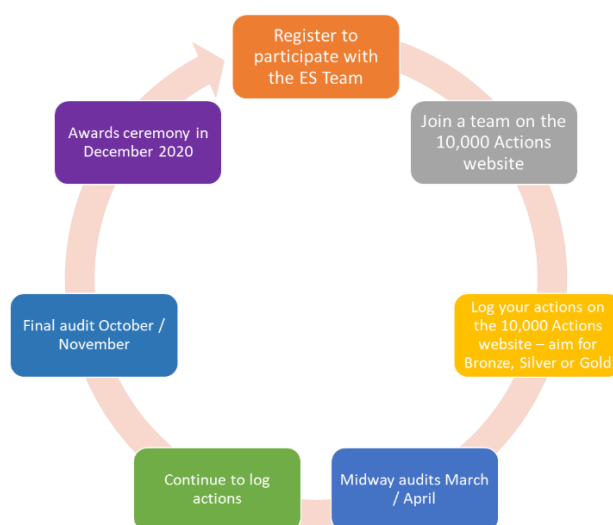 Register to
participate with
the ES Team
Join a team on the
10,000 Actions
website
Log your actions on
the 10,000 Actions
website – aim for
Bronze, Silver or Gold
Midway audits March
/ April
Continue to log
actions
Final audit October /
November
Awards ceremony in
December 2020